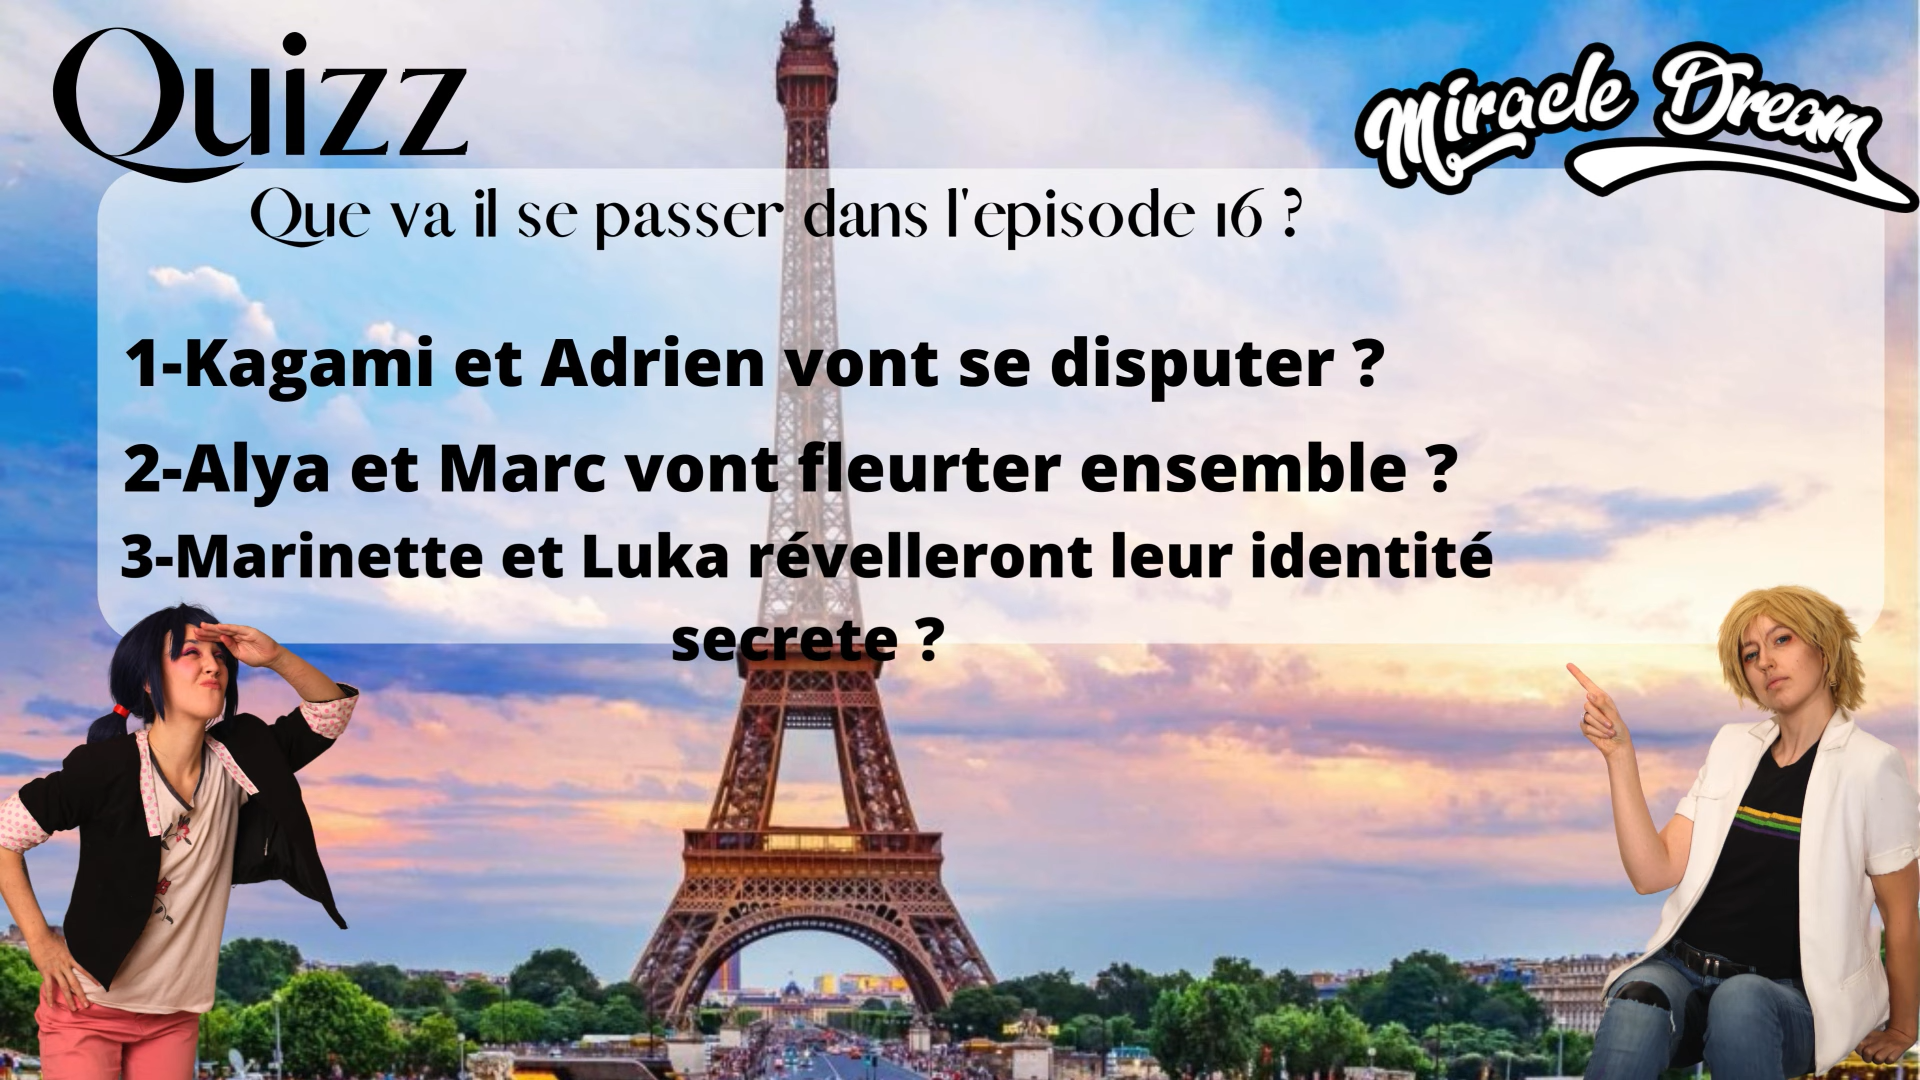 Quizz
Miracle Dream
Que va il se passer dans l'episode 16 ?
1-Kagami et Adrien vont se disputer ?
2-Alya et Marc vont fleurter ensemble ?
3-Marinette et Luka révelleront leur identité
secrete ?